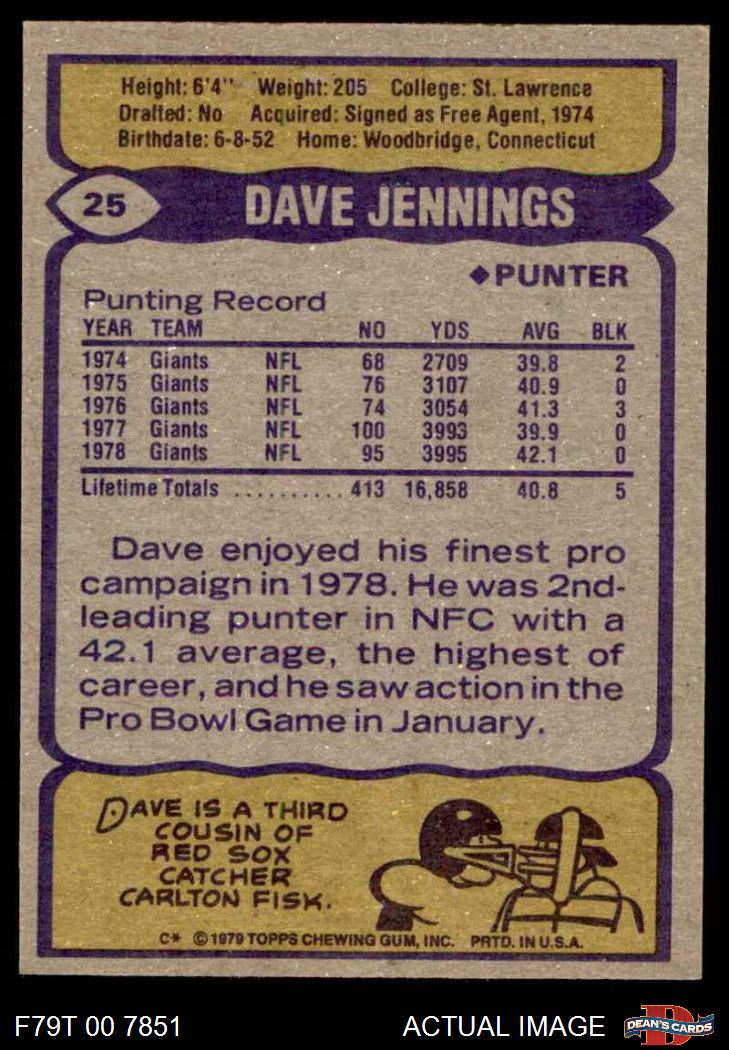 Height: 6'4" Weight: 205 College: St. Lawrence
Drafted: No Acquired: Signed as Free Agent, 1974
Birthdate: 6-8-52 Home: Woodbridge, Connecticut
25 DAVE JENNINGS
◆PUNTER
Punting Record
YEAR TEAM NO YDS AVG BLK
1974 Giants NFL 68 2709 39.8 2
1975 Giants NFL 76 3107 40.9 0
1976 Giants NFL 74 3054 41.3 3
1977 Giants NFL 100 3993 39.9 0
1978 Giants NFL 95 3995 42.1 0
Lifetime Totals .......... 413 16,858 40.8 5
Dave enjoyed his finest pro
campaign in 1978. He was 2nd-
leading punter in NFC with a
42.1 average, the highest of
career, and he saw action in the
Pro Bowl Game in January.
DAVE IS A THIRD
COUSIN OF
RED SOX
CATCHER
CARLTON FISK.
C* © 1979 TOPPS CHEWING GUM, INC. PRTD. IN U.S.A.
F79T 00 7851 ACTUAL IMAGE D DEAN'S CARDS